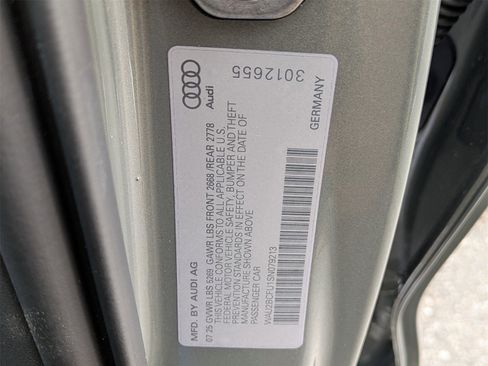 3012655
Audi
GERMANY
MFD. BY AUDI AG
07 25 GVWR LBS 5269 GAWR LBS FRONT 2668 /REAR 2778
THIS VEHICLE CONFORMS TO ALL APPLICABLE U.S.
FEDERAL MOTOR VEHICLE SAFETY, BUMPER AND THEFT
PREVENTION STANDARDS IN EFFECT ON THE DATE OF
MANUFACTURE SHOWN ABOVE
PASSENGER CAR
WAU2BCFU1SN079213